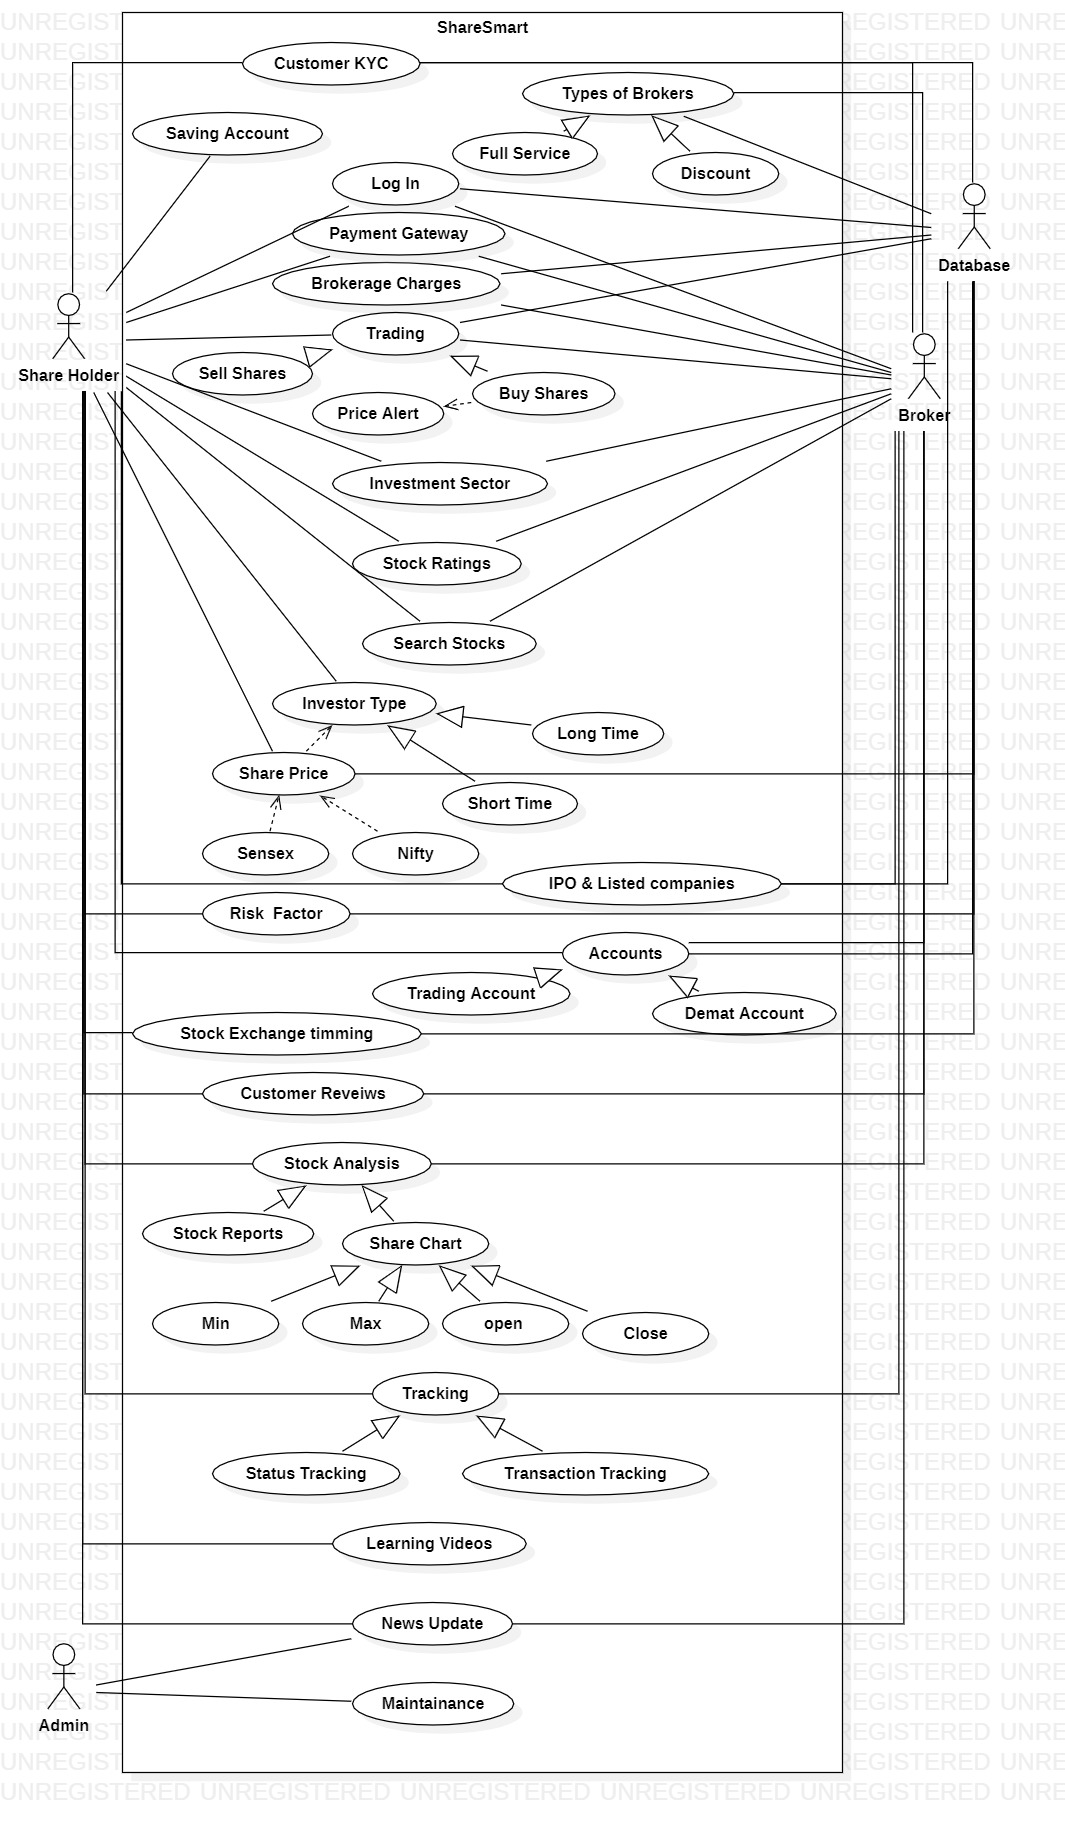 ShareSmart
Customer KYC
Types of Brokers
Saving Account
Full Service
Discount
Log In
Payment Gateway
Database
Brokerage Charges
Trading
Share Holder
Sell Shares
Buy Shares
Price Alert
Broker
Investment Sector
Stock Ratings
Search Stocks
Investor Type
Long Time
Share Price
Short Time
Sensex
Nifty
IPO & Listed companies
Risk  Factor
Accounts
Trading Account
Demat Account
Stock Exchange timming
Customer Reveiws
Stock Analysis
Stock Reports
Share Chart
Min
Max
open
Close
Tracking
Status Tracking
Transaction Tracking
Learning Videos
News Update
Maintainance
Admin
UNREGISTERED UNREGISTERED UNREGISTERED UNREGISTERED UNREGISTERED UNRE